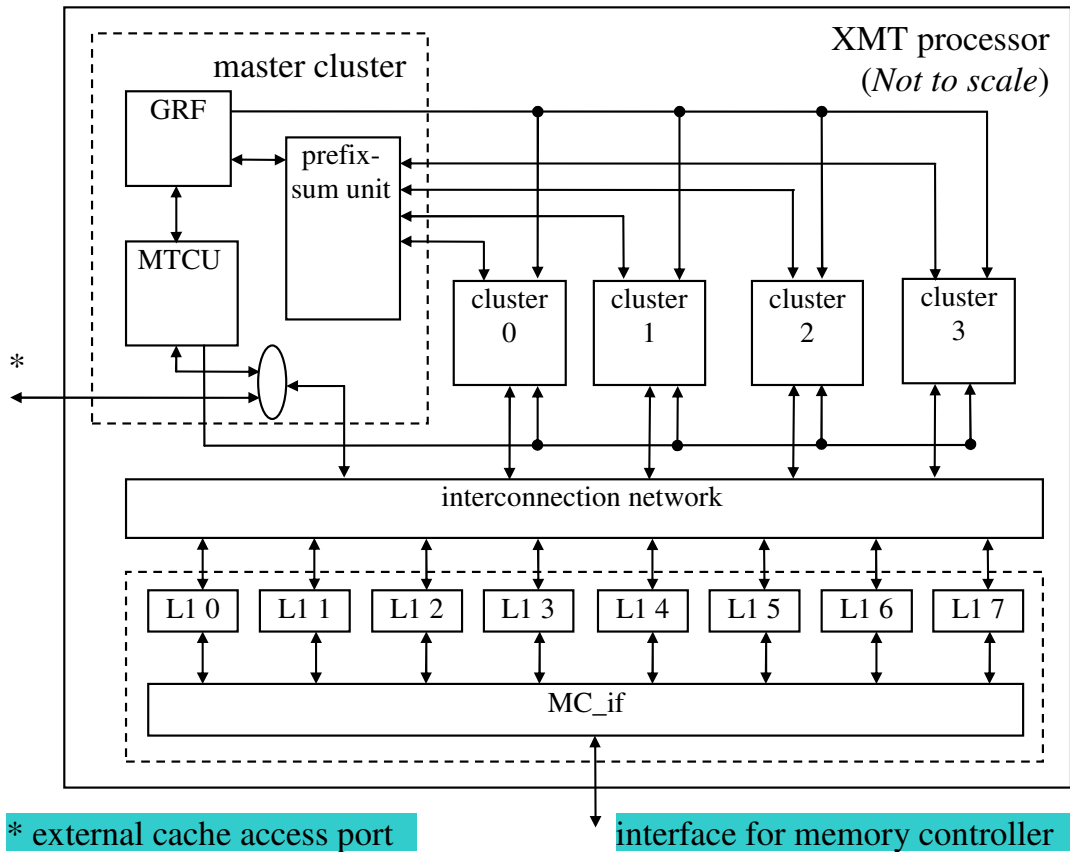 XMT processor
(Not to scale)
master cluster
GRF
prefix-
sum unit
MTCU
cluster
0
cluster
1
cluster
2
cluster
3
*
interconnection network
L1 0
L1 1
L1 2
L1 3
L1 4
L1 5
L1 6
L1 7
MC_if
* external cache access port
interface for memory controller